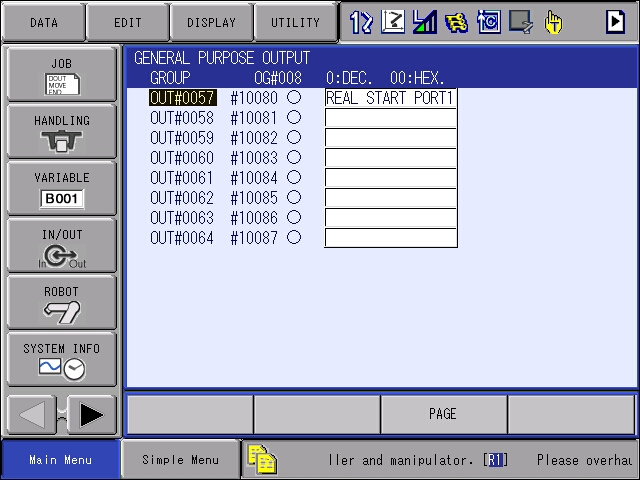 DATA EDIT DISPLAY UTILITY
JOB
DOUT
MOVE
END
HANDLING
VARIABLE
B001
IN/OUT
In Out
ROBOT
SYSTEM INFO
GENERAL PURPOSE OUTPUT
GROUP OG#008 0:DEC. 00:HEX.
OUT#0057 #10080 REAL START PORT1
OUT#0058 #10081
OUT#0059 #10082
OUT#0060 #10083
OUT#0061 #10084
OUT#0062 #10085
OUT#0063 #10086
OUT#0064 #10087
PAGE
Main Menu Simple Menu ller and manipulator. [R1] Please overhau